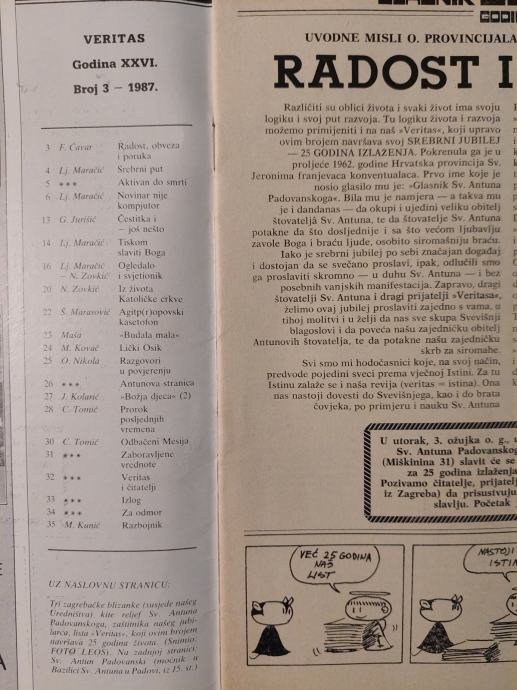 VERITAS
Godina XXVI.
Broj 3 – 1987.
3 F. Čavar Radost, obveza
i poruka
4 Lj. Maračić Srebrni put
5 *** Aktivan do smrti
6 Lj. Maračić Novinar nije
kompjutor
13 G. Jurišić Čestitka i
– još nešto
14 Lj. Maračić Tiskom
slaviti Boga
16 Lj. Maračić Ogledalo
– N. Zovkić i svjetionik
20 N. Zovkić Iz života
Katoličke crkve
22 Š. Marasović Agit(r)opovski
kasetofon
23 Maša »Budala mala»
24 M. Kovač Lički Osik
25 O. Nikola Razgovori
u povjerenju
26 *** Antunova stranica
27 J. Kolarić »Božja djeca» (2)
28 C. Tomić Prorok
posljednjih
vremena
30 C. Tomić Odbačeni Mesija
31 *** Zaboravljene
vrednote
32 *** Veritas
i čitatelji
33 *** Izlog
34 *** Za odmor
35 M. Kunić Razbojnik
UZ NASLOVNU STRANICU:
Tri zagrebačke blizanke (susjede našeg
Uredništva) kite reljef Sv. Antuna
Padovanskoga, zaštitnika našeg jubi-
larca, lista «Veritas», koji ovim brojem
navršava 25 godina života. (Snimio:
FOTO LEOS). Na zadnjoj stranici:
Sv. Antun Padovanski (moćnik u
Bazilici Sv. Antuna u Padovi, iz 15. st.)
UVODNE MISLI O. PROVINCIJALA
RADOST I
Različiti su oblici života i svaki život ima svoju
logiku i svoj put razvoja. Tu logiku života i razvoja
možemo primijeniti i na naš »Veritas«, koji upravo
ovim brojem navršava svoj SREBRNI JUBILEJ
— 25 GODINA IZLAŽENJA. Pokrenula ga je u
proljeće 1962. godine Hrvatska provincija Sv.
Jeronima franjevaca konventualaca. Prvo ime koje je
nosio glasilo mu je: »Glasnik Sv. Antuna
Padovanskoga«. Bila mu je namjera — a takva mu
je i dandanas — da okupi i ujedini veliku obitelj
štovatelja Sv. Antuna, te da štovatelje Sv. Antuna
potakne da što dosljednije i sa što većom ljubavlju
zavole Boga i braću ljude, osobito siromašniju braću.
Iako je srebrni jubilej po sebi značajan događaj
i dostojan da se svečano proslavi, ipak, odlučili smo
ga proslaviti skromno — u duhu Sv. Antuna — i bez
posebnih vanjskih manifestacija. Zapravo, dragi
štovatelji Sv. Antuna i dragi prijatelji »Veritasa«,
želimo ovaj jubilej proslaviti zajedno s vama, u
tihoj molitvi i u želji da nas sve skupa Svevišnji
blagoslovi i da poveća našu zajedničku obitelj
Antunovih štovatelja, te da potakne našu zajedničku
skrb za siromahe.
Svi smo mi hodočasnici koje, na svoj način,
predvode pojedini sveci prema vječnoj Istini. Za tu
Istinu zalaže se i naša revija (veritas = istina). Ona
nas nastoji dovesti do Svevišnjega, kao i do brata
čovjeka, po primjeru i nauku Sv. Antuna
U utorak, 3. ožujka o. g., u
Sv. Antuna Padovanskog
(Miškinina 31) slavit će se
za 25 godina izlaženja
Pozivamo čitatelje, prijatelj
iz Zagreba) da prisustvuju
slavlju. Početak
VEĆ 25 GODINA
NAŠ
LIST
NASTOJI
ISTIN